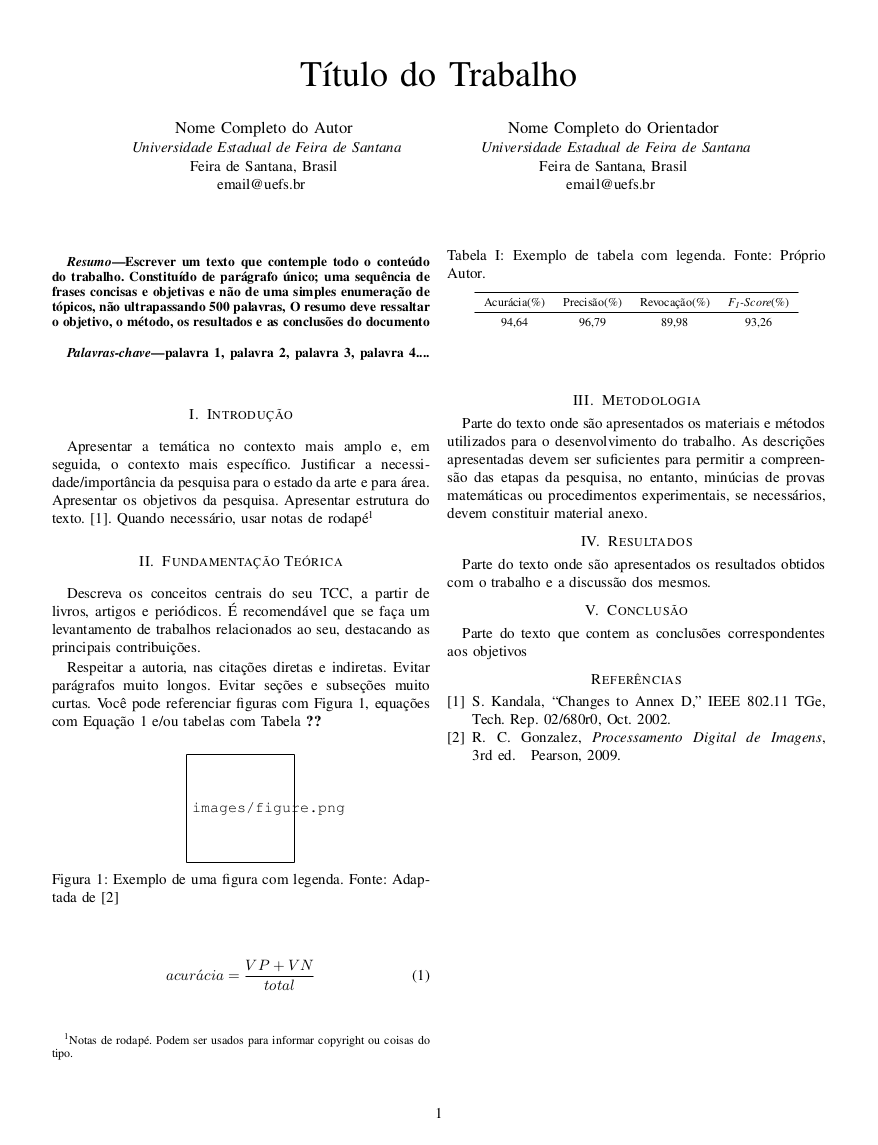 Título do Trabalho
Nome Completo do Autor
Universidade Estadual de Feira de Santana
Feira de Santana, Brasil
email@uefs.br
Nome Completo do Orientador
Universidade Estadual de Feira de Santana
Feira de Santana, Brasil
email@uefs.br
Resumo—Escrever um texto que contemple todo o conteúdo
do trabalho. Constituído de parágrafo único; uma sequência de
frases concisas e objetivas e não de uma simples enumeração de
tópicos, não ultrapassando 500 palavras, O resumo deve ressaltar
o objetivo, o método, os resultados e as conclusões do documento
Palavras-chave—palavra 1, palavra 2, palavra 3, palavra 4....
I. INTRODUÇÃO
Apresentar a temática no contexto mais amplo e, em
seguida, o contexto mais específico. Justificar a necessi-
dade/importância da pesquisa para o estado da arte e para área.
Apresentar os objetivos da pesquisa. Apresentar estrutura do
texto. [1]. Quando necessário, usar notas de rodapé1
II. FUNDAMENTAÇÃO TEÓRICA
Descreva os conceitos centrais do seu TCC, a partir de
livros, artigos e periódicos. É recomendável que se faça um
levantamento de trabalhos relacionados ao seu, destacando as
principais contribuições.
Respeitar a autoria, nas citações diretas e indiretas. Evitar
parágrafos muito longos. Evitar seções e subseções muito
curtas. Você pode referenciar figuras com Figura 1, equações
com Equação 1 e/ou tabelas com Tabela ??
images/figure.png
Figura 1: Exemplo de uma figura com legenda. Fonte: Adap-
tada de [2]
acurácia = (VP + VN) / total (1)
1Notas de rodapé. Podem ser usados para informar copyright ou coisas do
tipo.
Tabela I: Exemplo de tabela com legenda. Fonte: Próprio
Autor.
Acurácia(%) Precisão(%) Revocação(%) F1-Score(%)
94,64 96,79 89,98 93,26
III. METODOLOGIA
Parte do texto onde são apresentados os materiais e métodos
utilizados para o desenvolvimento do trabalho. As descrições
apresentadas devem ser suficientes para permitir a compreen-
são das etapas da pesquisa, no entanto, minúcias de provas
matemáticas ou procedimentos experimentais, se necessários,
devem constituir material anexo.
IV. RESULTADOS
Parte do texto onde são apresentados os resultados obtidos
com o trabalho e a discussão dos mesmos.
V. CONCLUSÃO
Parte do texto que contem as conclusões correspondentes
aos objetivos
REFERÊNCIAS
[1] S. Kandala, “Changes to Annex D,” IEEE 802.11 TGe,
Tech. Rep. 02/680r0, Oct. 2002.
[2] R. C. Gonzalez, Processamento Digital de Imagens,
3rd ed. Pearson, 2009.
1